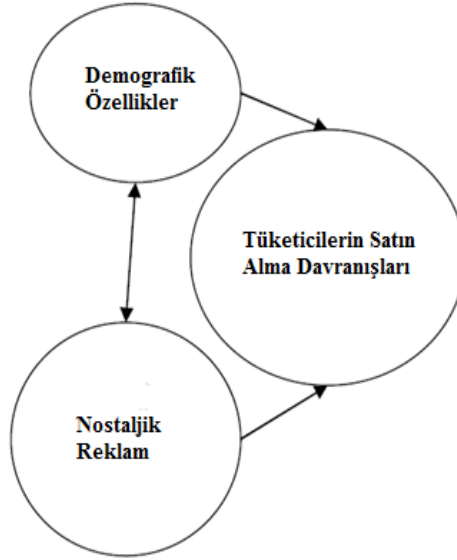 Demografik
Özellikler
Tüketicilerin Satın
Alma Davranışları
Nostaljik
Reklam